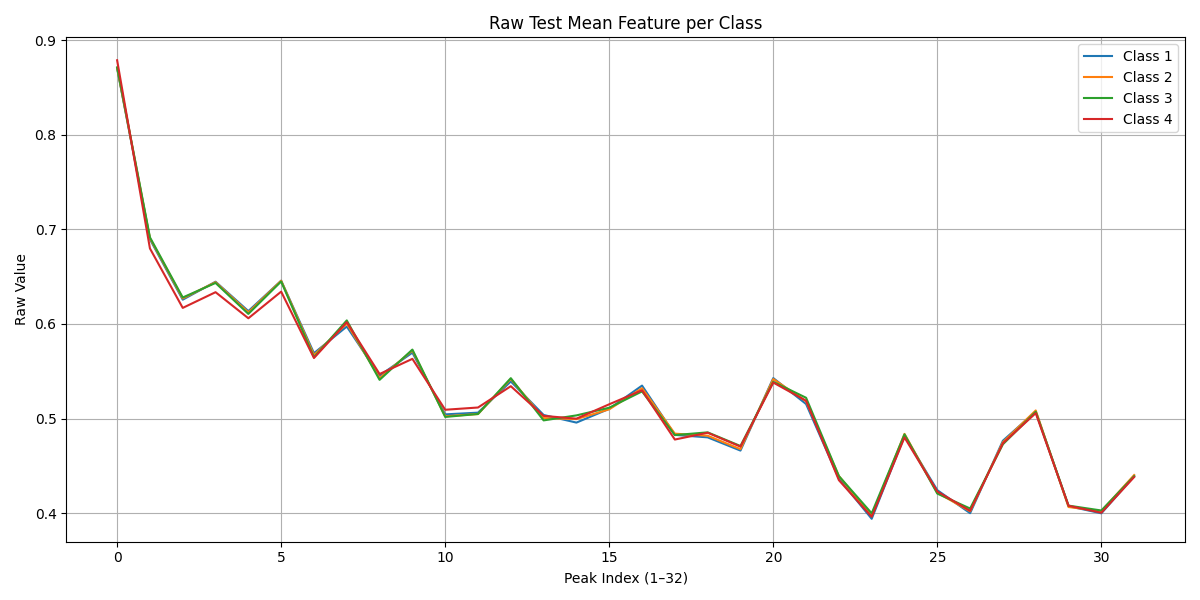 Raw Test Mean Feature per Class
Raw Value
0.9
0.8
0.7
0.6
0.5
0.4
Class 1
Class 2
Class 3
Class 4
0 5 10 15 20 25 30
Peak Index (1–32)